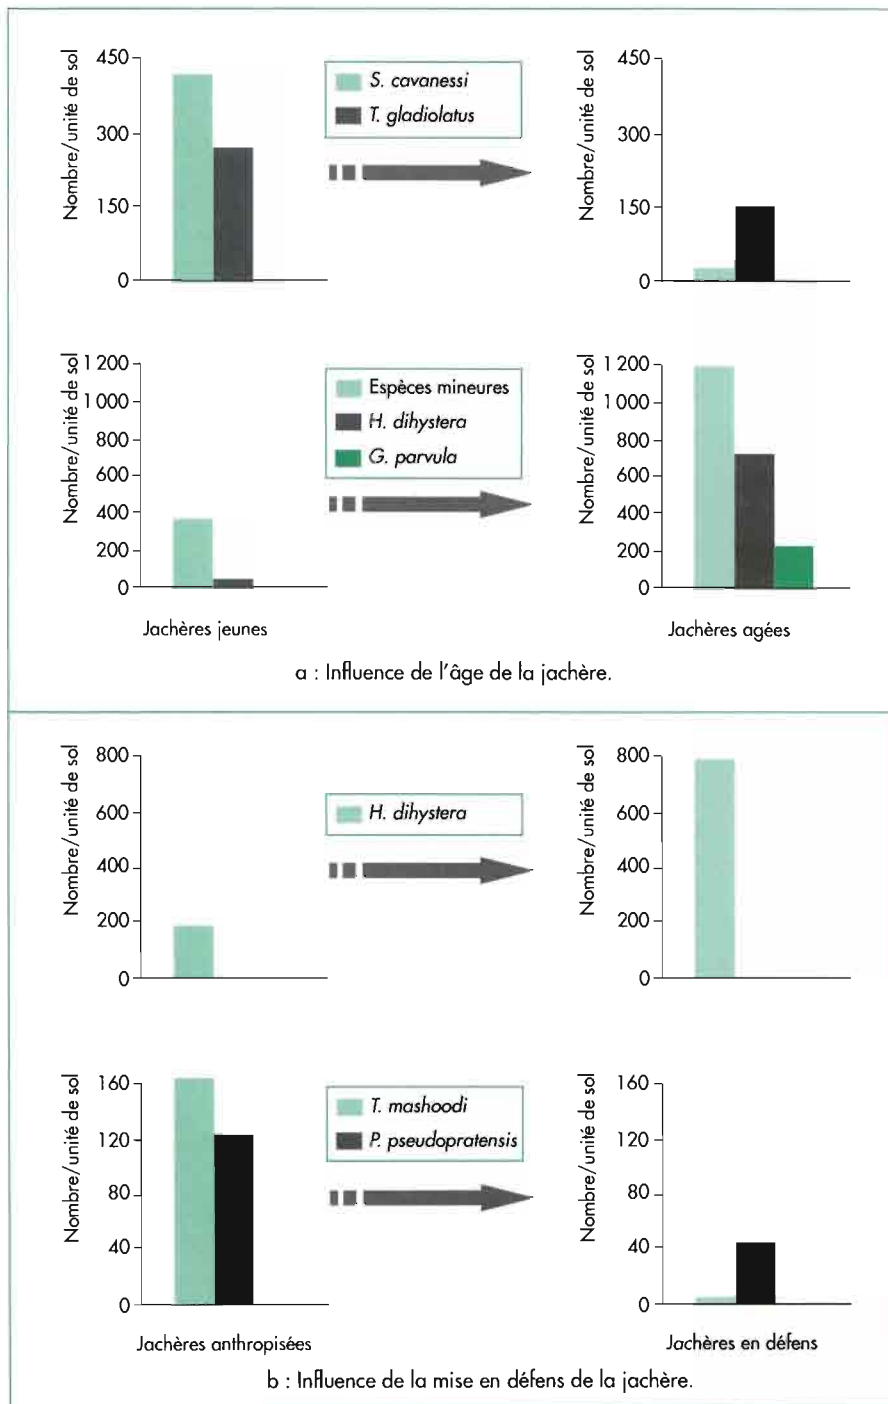 Nombre/unité de sol
450
300
150
0
S. cavanessi
T. gladiolatus
Nombre/unité de sol
450
300
150
0
Nombre/unité de sol
1 200
1 000
800
600
400
200
0
Jachères jeunes
Espèces mineures
H. dihystera
G. parvula
Nombre/unité de sol
1 200
1 000
800
600
400
200
0
Jachères agées
a : Influence de l'âge de la jachère.
Nombre/unité de sol
800
600
400
200
0
H. dihystera
Nombre/unité de sol
800
600
400
200
0
Nombre/unité de sol
160
120
80
40
0
Jachères anthropisées
T. mashoodi
P. pseudopratensis
Nombre/unité de sol
160
120
80
40
0
Jachères en défens
b : Influence de la mise en défens de la jachère.